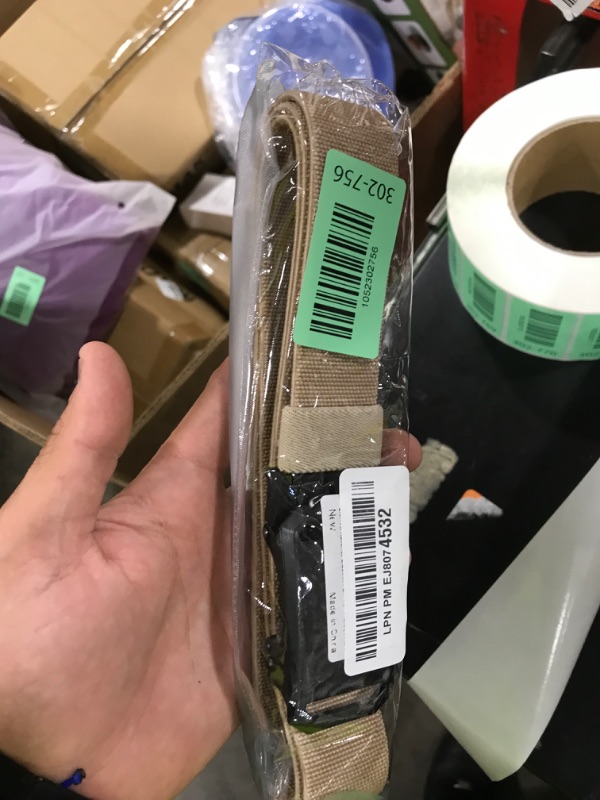 302-756
1052302756
LPN PM EJ8074532
New
Made in China